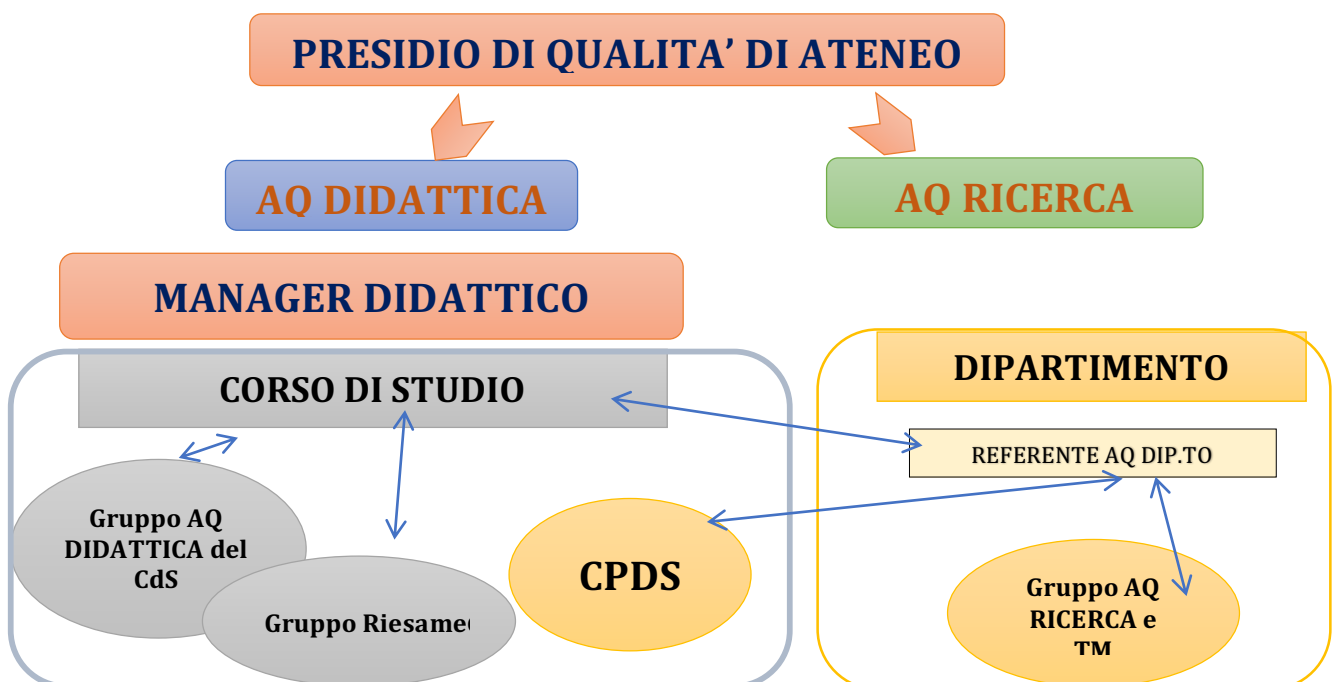 PRESIDIO DI QUALITA’ DI ATENEO
AQ DIDATTICA
AQ RICERCA
MANAGER DIDATTICO
CORSO DI STUDIO
DIPARTIMENTO
REFERENTE AQ DIP.TO
Gruppo AQ
DIDATTICA del
CdS
Gruppo Riesame
CPDS
Gruppo AQ
RICERCA e
TM